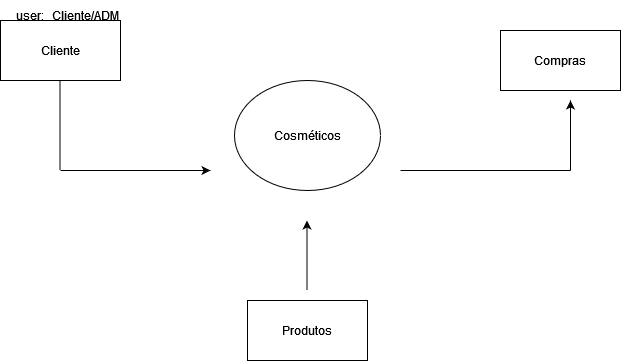 user: Cliente/ADM
Cliente
Compras
Cosméticos
Produtos